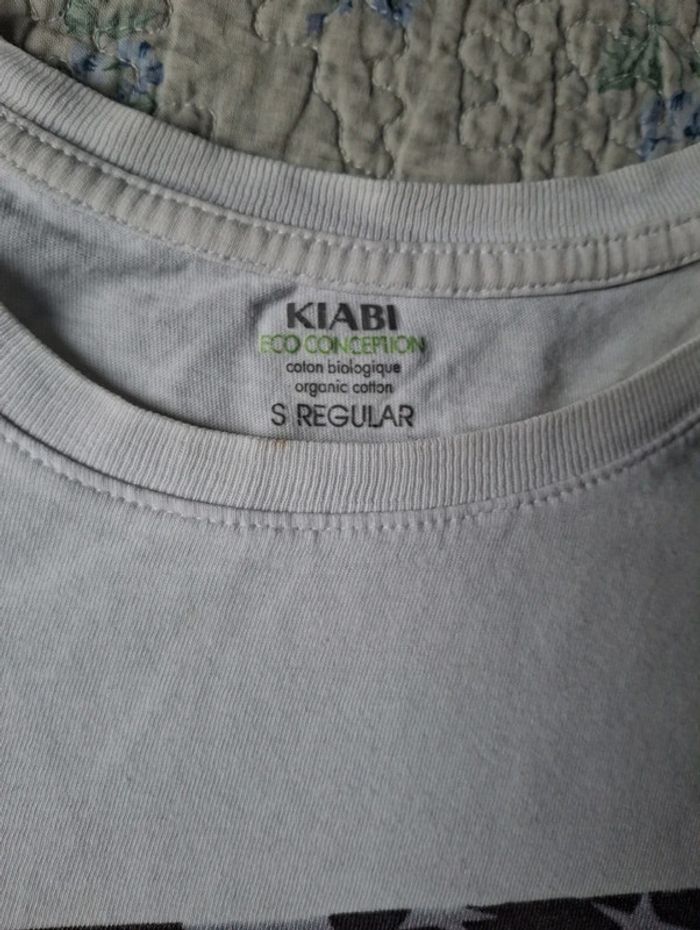 KIABI
ECO CONCEPTION
coton biologique
organic cotton
S REGULAR